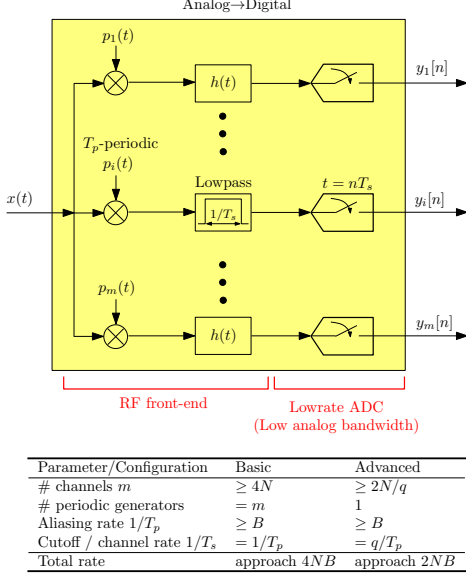 Analog→Digital
p₁(t)
y₁[n]
h(t)
Tₚ-periodic
pᵢ(t)
Lowpass
t = nTₛ
x(t)
1/Tₛ
yᵢ[n]
pₘ(t)
yₘ[n]
h(t)
RF front-end
Lowrate ADC
(Low analog bandwidth)
Parameter/Configuration Basic Advanced
# channels m ≥ 4N ≥ 2N/q
# periodic generators = m 1
Aliasing rate 1/Tₚ ≥ B ≥ B
Cutoff / channel rate 1/Tₛ = 1/Tₚ = q/Tₚ
Total rate approach 4NB approach 2NB